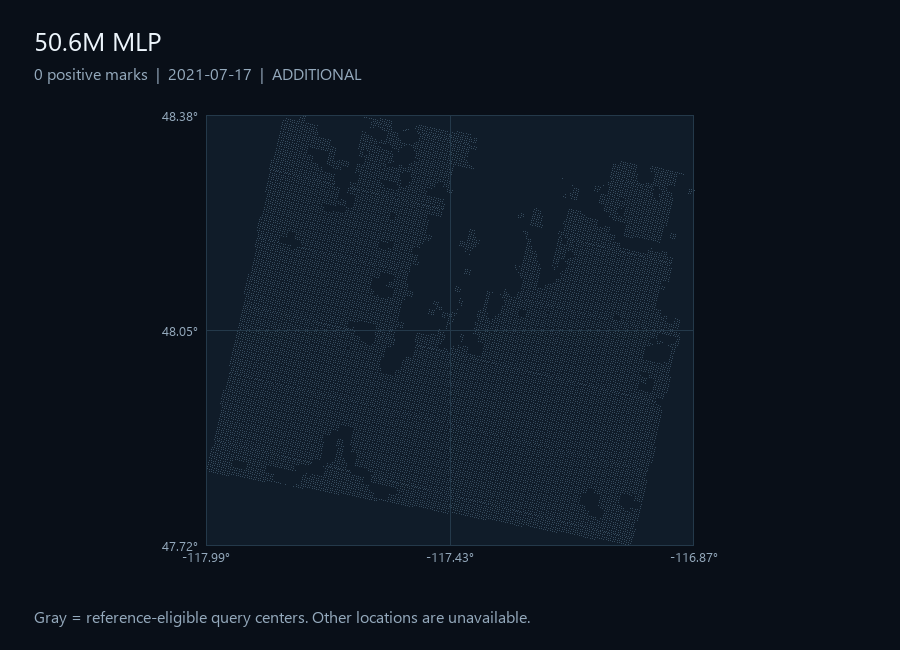 50.6M MLP
0 positive marks | 2021-07-17 | ADDITIONAL
48.38°
48.05°
47.72°
-117.99° -117.43° -116.87°
Gray = reference-eligible query centers. Other locations are unavailable.